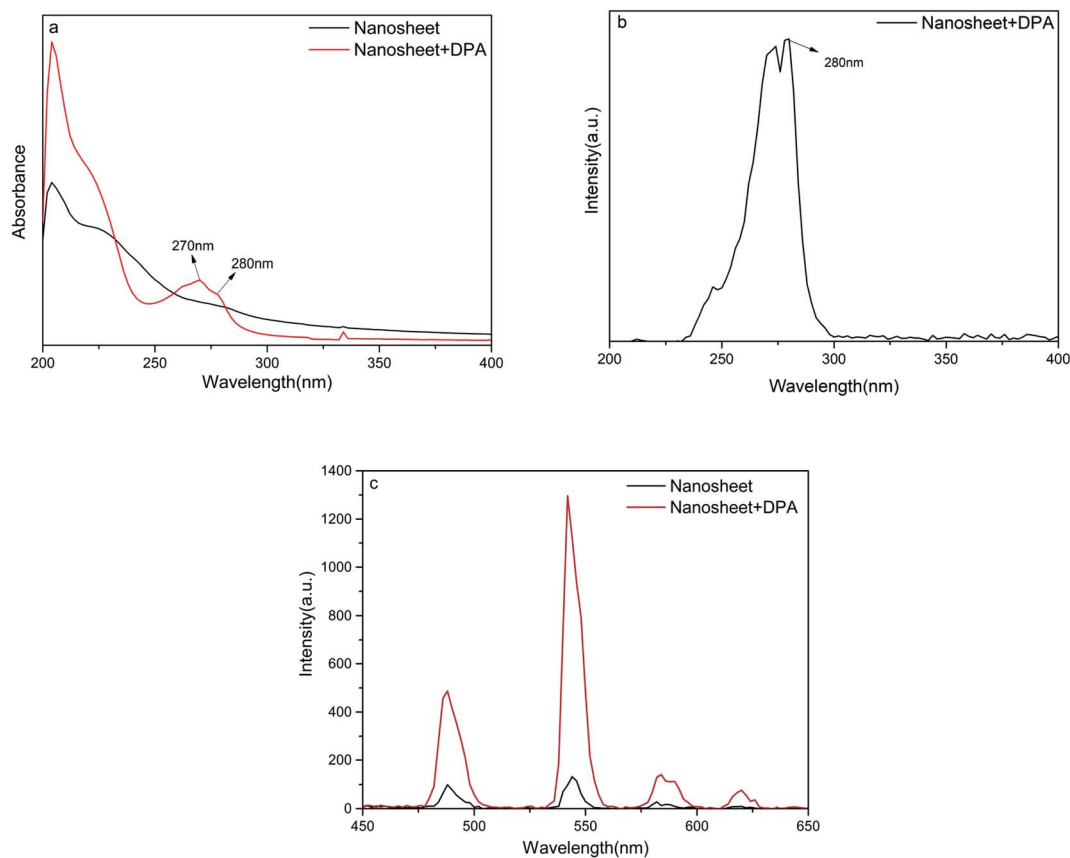 a
Nanosheet
Nanosheet+DPA
270nm
280nm
Absorbance
200
250
300
350
400
Wavelength(nm)
b
Nanosheet+DPA
280nm
Intensity(a.u.)
200
250
300
350
400
Wavelength(nm)
c
Nanosheet
Nanosheet+DPA
1400
1200
1000
800
600
400
200
0
Intensity(a.u.)
450
500
550
600
650
Wavelength(nm)